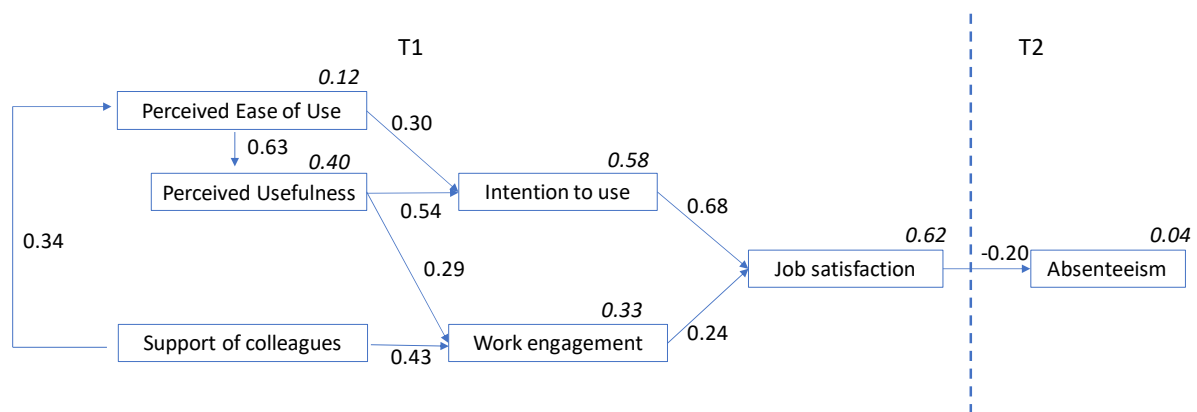 T1
T2
0.12
Perceived Ease of Use
0.30
0.63
0.40
0.58
Perceived Usefulness
Intention to use
0.54
0.68
0.34
0.62
0.04
-0.20
Job satisfaction
Absenteeism
0.29
0.33
0.24
Support of colleagues
Work engagement
0.43